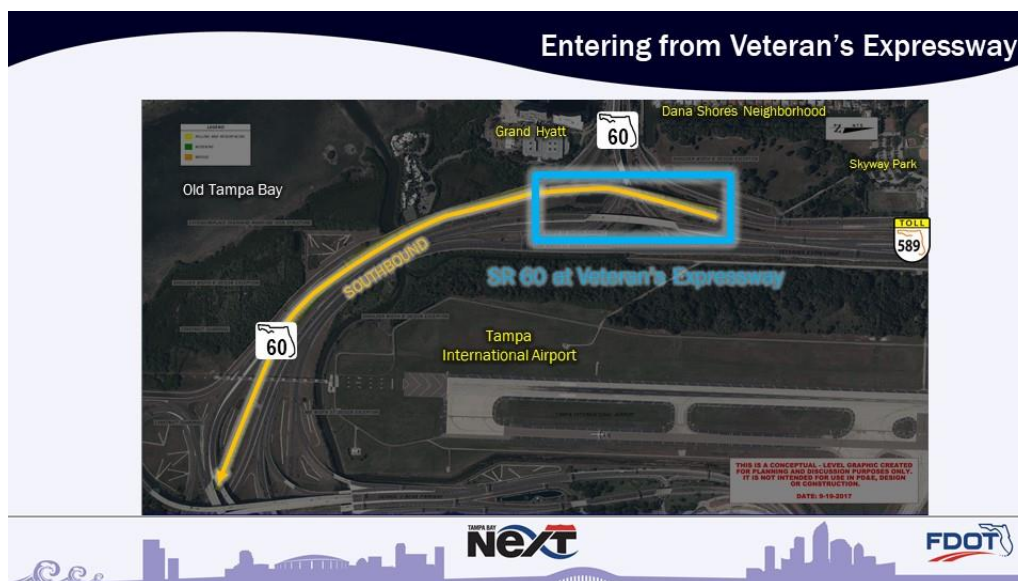 Entering from Veteran's Expressway
LEGEND
Grand Hyatt
60
Dana Shores Neighborhood
Skyway Park
Old Tampa Bay
TOLL
589
SOUTHBOUND
SR 60 at Veteran's Expressway
60
Tampa
International Airport
THIS IS A CONCEPTUAL - LEVEL GRAPHIC CREATED
FOR PLANNING AND DISCUSSION PURPOSES ONLY.
IT IS NOT INTENDED FOR USE IN PD&E, DESIGN
OR CONSTRUCTION.
DATE: 9-19-2017
TAMPA BAY
NEXT
FDOT